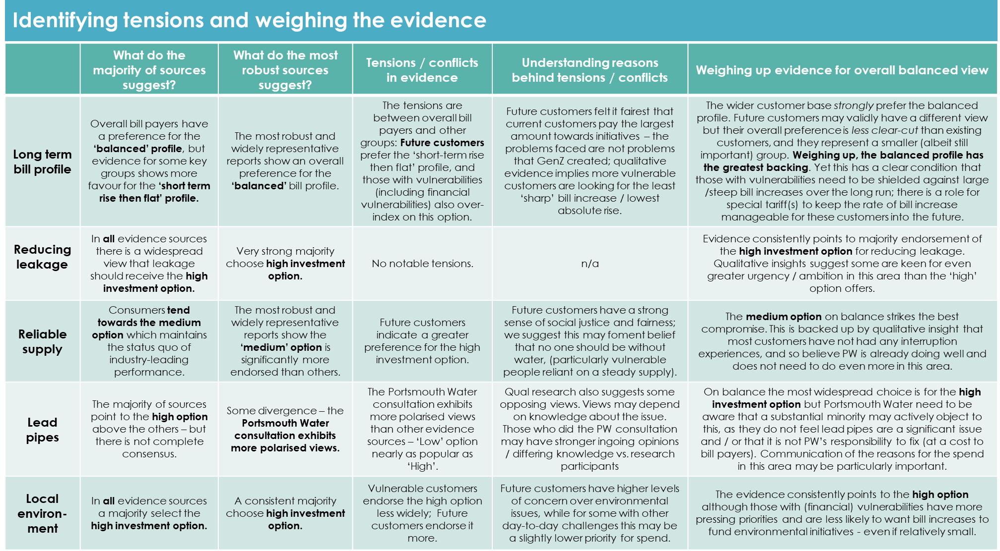 Identifying tensions and weighing the evidence
What do the
majority of sources
suggest?
What do the most
robust sources
suggest?
Tensions / conflicts
in evidence
Understanding reasons
behind tensions / conflicts
Weighing up evidence for overall balanced view
Long term
bill profile
Overall bill payers have
a preference for the
‘balanced’ profile, but
evidence for some key
groups shows more
favour for the ‘short term
rise then flat’ profile.
The most robust and
widely representative
reports show an overall
preference for the
‘balanced’ bill profile.
The tensions are
between overall bill
payers and other
groups: Future customers
prefer the ‘short-term rise
then flat’ profile, and
those with vulnerabilities
(including financial
vulnerabilities) also over-
index on this option.
Future customers felt it fairest that
current customers pay the largest
amount towards initiatives – the
problems faced are not problems
that GenZ created; qualitative
evidence implies more vulnerable
customers are looking for the least
‘sharp’ bill increase / lowest
absolute rise.
The wider customer base strongly prefer the balanced
profile. Future customers may validly have a different view
but their overall preference is less clear-cut than existing
customers, and they represent a smaller (albeit still
important) group. Weighing up, the balanced profile has
the greatest backing. Yet this has a clear condition that
those with vulnerabilities need to be shielded against large
/steep bill increases over the long run; there is a role for
special tariff(s) to keep the rate of bill increase
manageable for these customers into the future.
Reducing
leakage
In all evidence sources
there is a widespread
view that leakage
should receive the high
investment option.
Very strong majority
choose high investment
option.
No notable tensions.
n/a
Evidence consistently points to majority endorsement of
the high investment option for reducing leakage.
Qualitative insights suggest some are keen for even
greater urgency / ambition in this area than the ‘high’
option offers.
Reliable
supply
Consumers tend
towards the medium
option which maintains
the status quo of
industry-leading
performance.
The most robust and
widely representative
reports show the
‘medium’ option is
significantly more
endorsed than others.
Future customers
indicate a greater
preference for the high
investment option.
Future customers have a strong
sense of social justice and fairness;
we suggest this may foment belief
that no one should be without
water, (particularly vulnerable
people reliant on a steady supply).
The medium option on balance strikes the best
compromise. This is backed up by qualitative insight that
most customers have not had any interruption
experiences, and so believe PW is already doing well and
does not need to do even more in this area.
Lead
pipes
The majority of sources
point to the high option
above the others – but
there is not complete
consensus.
Some divergence – the
Portsmouth Water
consultation exhibits
more polarised views.
The Portsmouth Water
consultation exhibits
more polarised views
than other evidence
sources – ‘Low’ option
nearly as popular as
‘High’.
Qual research also suggests some
opposing views. Views may depend
on knowledge about the issue.
Those who did the PW consultation
may have stronger ingoing opinions
/ differing knowledge vs. research
participants
On balance the most widespread choice is for the high
investment option but Portsmouth Water need to be
aware that a substantial minority may actively object to
this, as they do not feel lead pipes are a significant issue
and / or that it is not PW’s responsibility to fix (at a cost to
bill payers). Communication of the reasons for the spend
in this area may be particularly important.
Local
environ-
ment
In all evidence sources
a majority select the
high investment option.
A consistent majority
choose high investment
option.
Vulnerable customers
endorse the high option
less widely; Future
customers endorse it
more.
Future customers have higher levels
of concern over environmental
issues, while for some with other
day-to-day challenges this may be
a slightly lower priority for spend.
The evidence consistently points to the high option
although those with (financial) vulnerabilities have more
pressing priorities and are less likely to want bill increases to
fund environmental initiatives - even if relatively small.